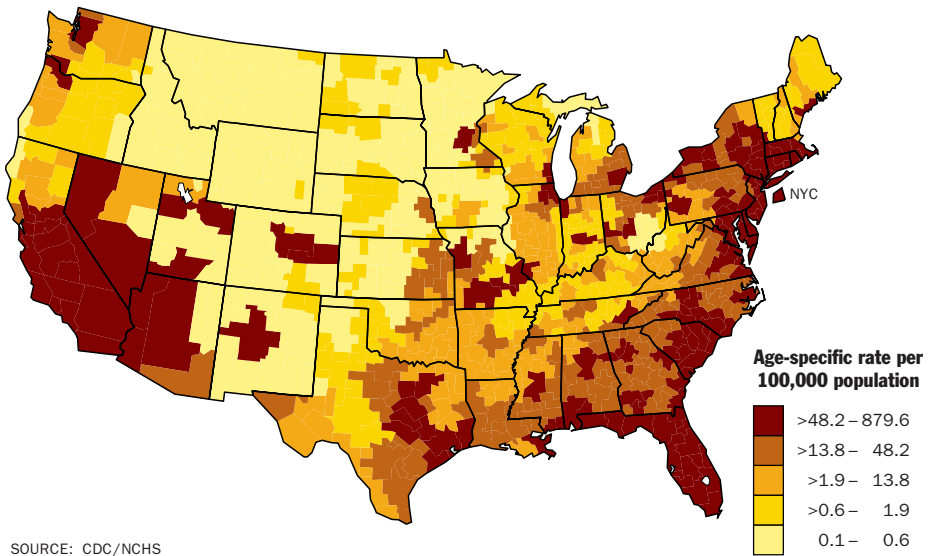 NYC
Age-specific rate per
100,000 population
>48.2 – 879.6
>13.8 – 48.2
>1.9 – 13.8
>0.6 – 1.9
0.1 – 0.6
SOURCE: CDC/NCHS